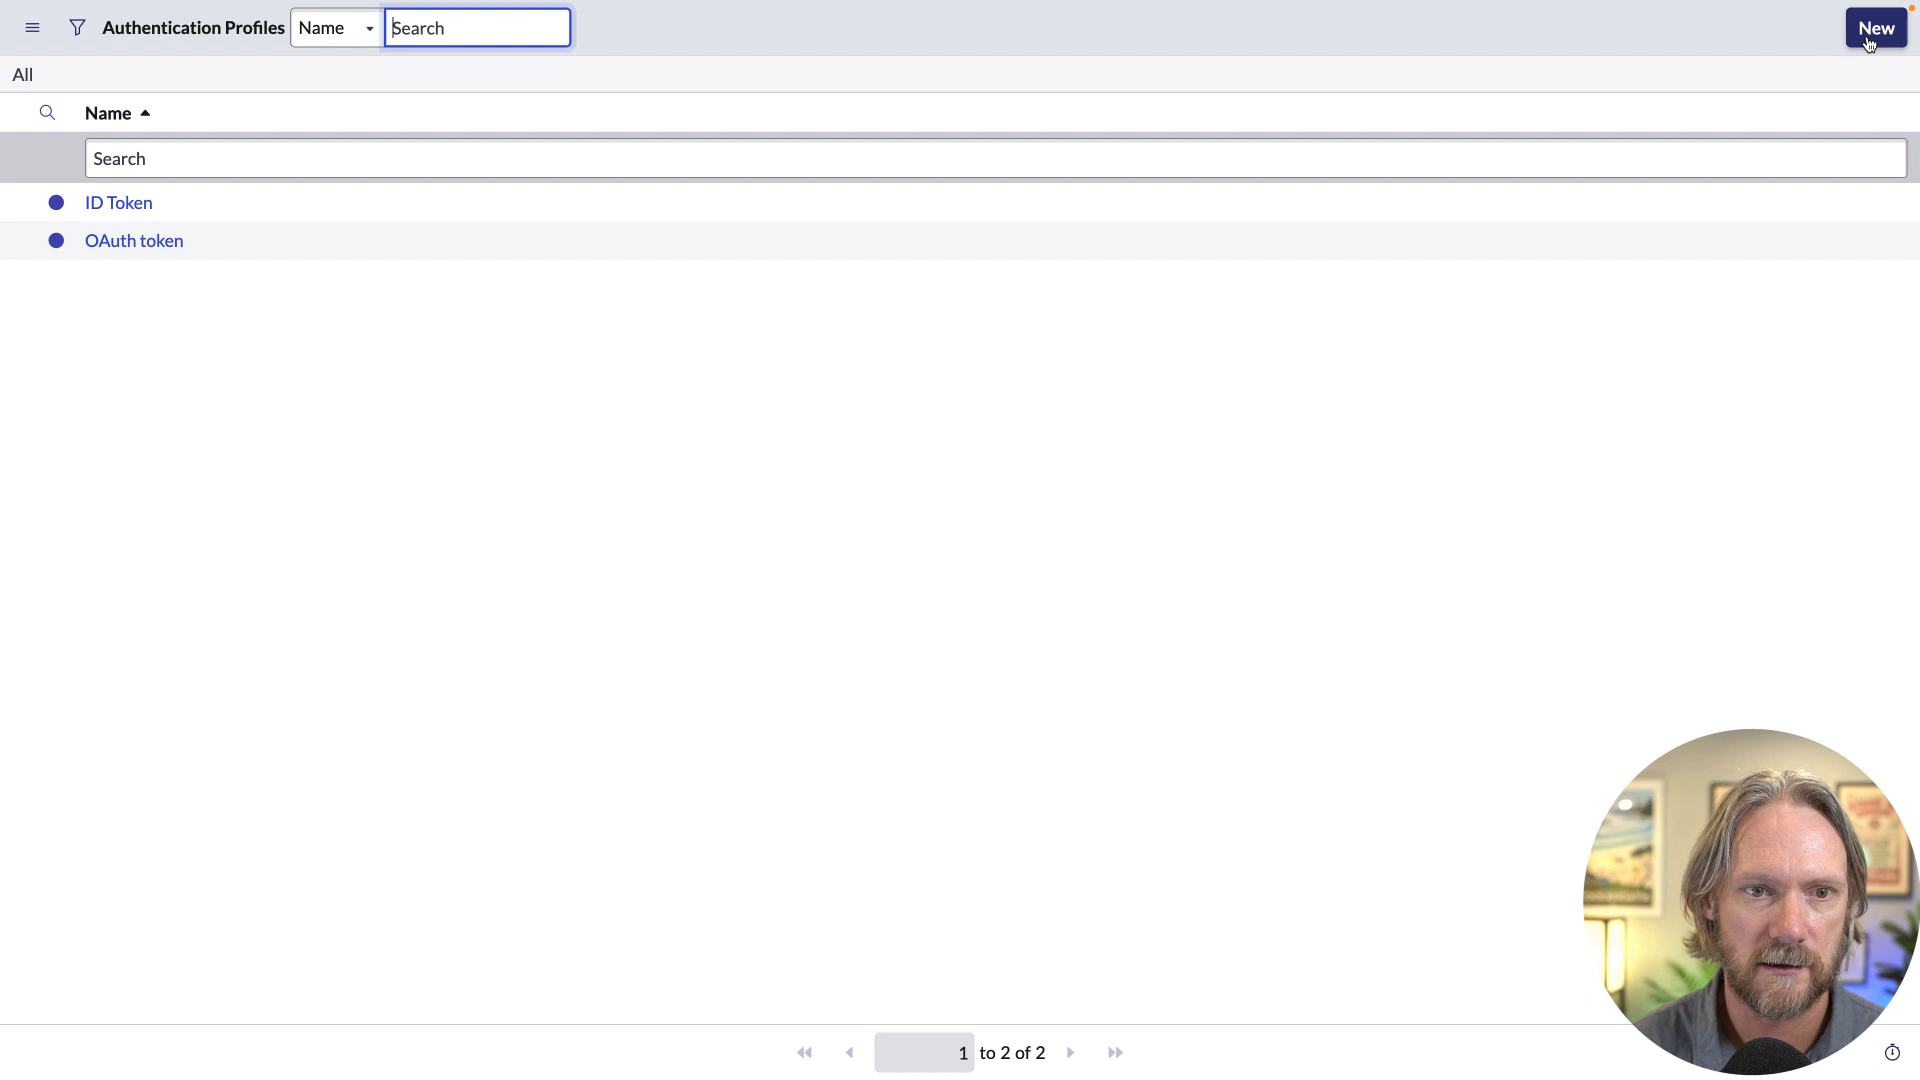 Authentication Profiles Name Search New
All
Name
Search
ID Token
OAuth token
1 to 2 of 2